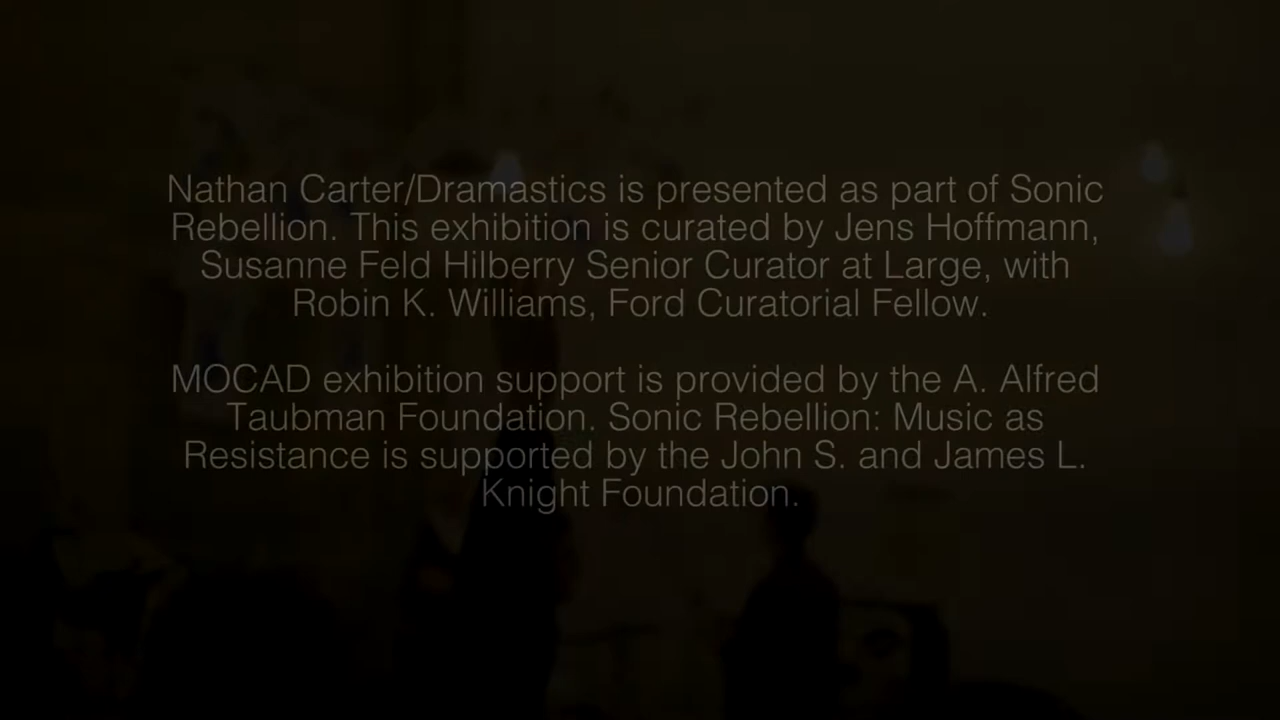 Nathan Carter/Dramastics is presented as part of Sonic
Rebellion. This exhibition is curated by Jens Hoffmann,
Susanne Feld Hilberry Senior Curator at Large, with
Robin K. Williams, Ford Curatorial Fellow.
MOCAD exhibition support is provided by the A. Alfred
Taubman Foundation. Sonic Rebellion: Music as
Resistance is supported by the John S. and James L.
Knight Foundation.